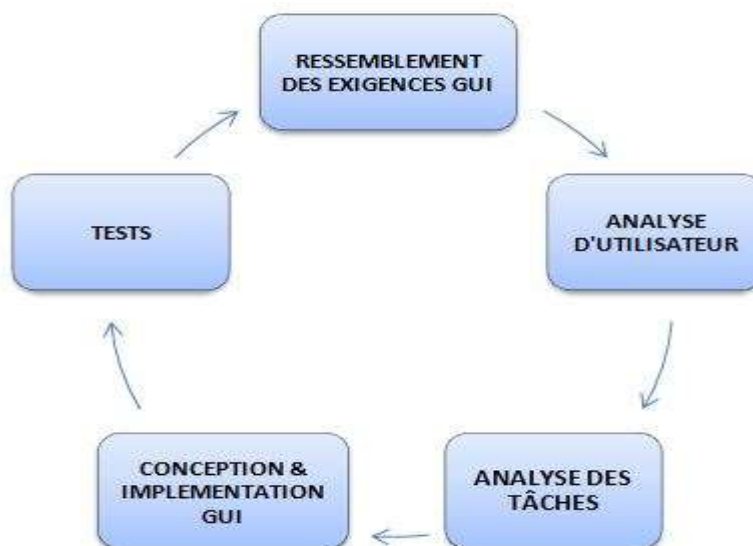 RESSEMBLEMENT
DES EXIGENCES GUI
ANALYSE
D'UTILISATEUR
ANALYSE DES
TÂCHES
CONCEPTION &
IMPLEMENTATION
GUI
TESTS